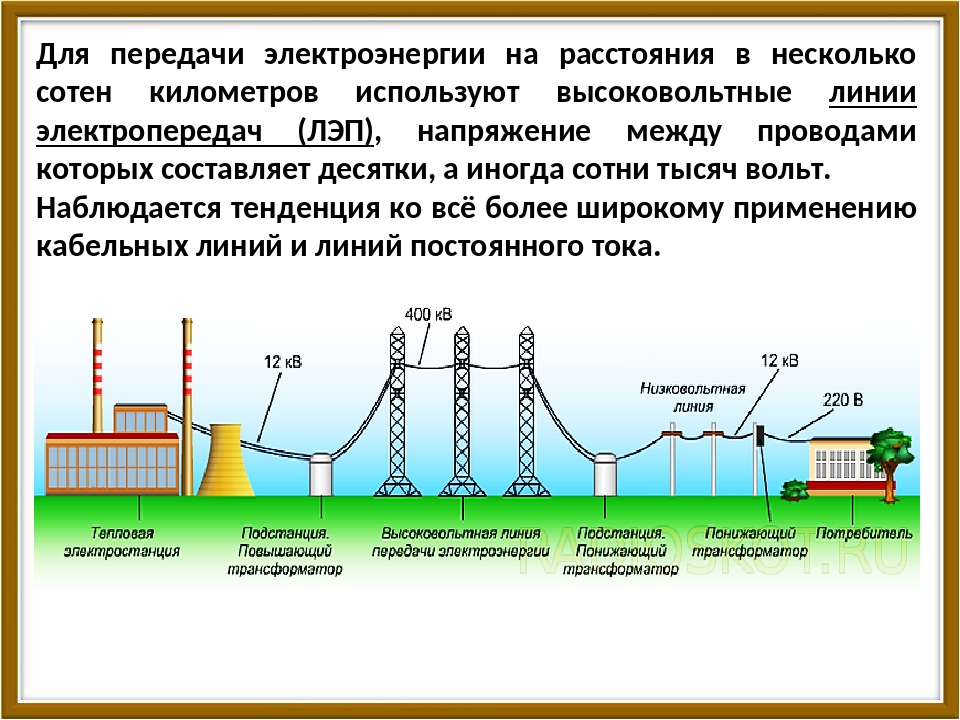 Для передачи электроэнергии на расстояния в несколько
сотен километров используют высоковольтные линии
электропередач (ЛЭП), напряжение между проводами
которых составляет десятки, а иногда сотни тысяч вольт.
Наблюдается тенденция ко всё более широкому применению
кабельных линий и линий постоянного тока.
400 кВ
12 кВ
12 кВ
Низковольтная
линия
220 В
Тепловая
электростанция
Подстанция.
Повышающий
трансформатор
Высоковольтная линия
передачи электроэнергии
Подстанция.
Понижающий
трансформатор
Понижающий
трансформатор
Потребитель
RADIOSKOT.RU